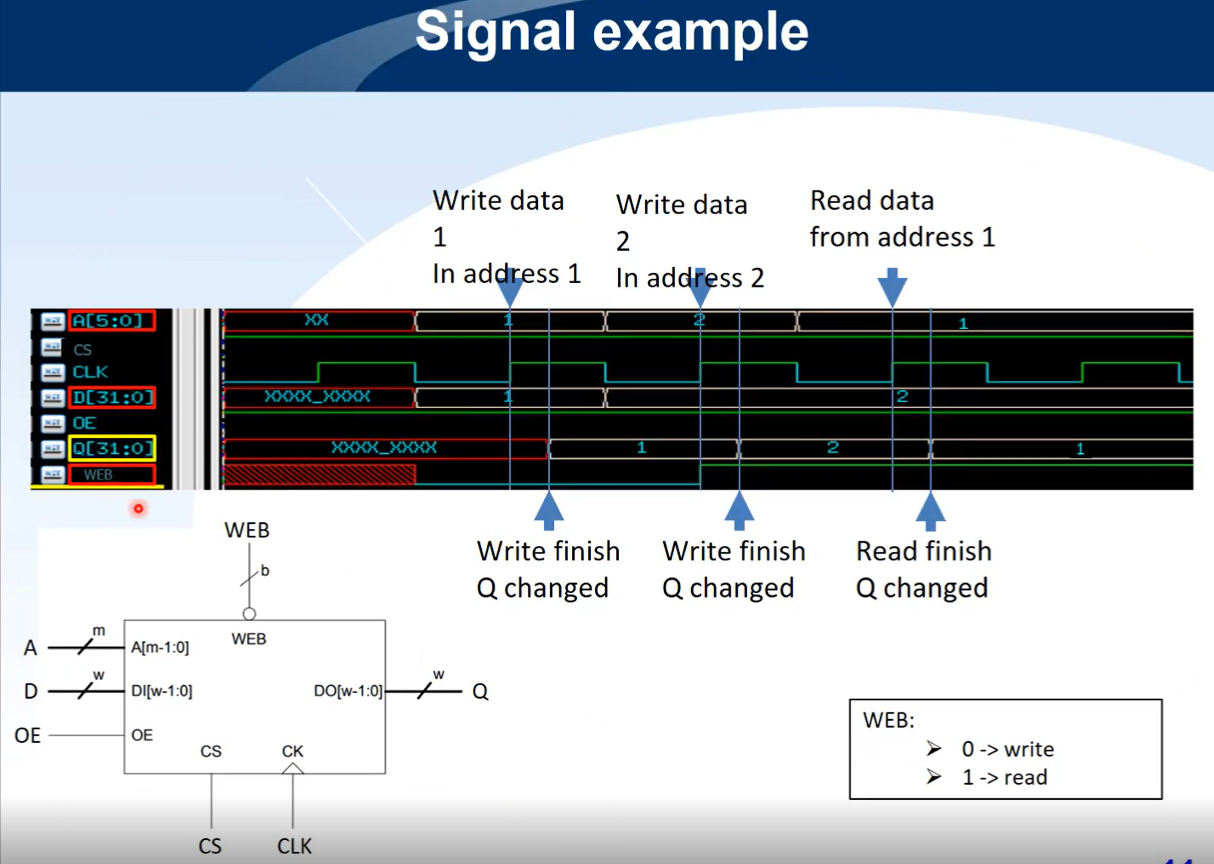 Signal example
Write data
1
In address 1
Write data
2
In address 2
Read data
from address 1
A[5:0] XX 1 2 1
CS
CLK
D[31:0] XXXX_XXXX 1 2
OE
Q[31:0] XXXX_XXXX 1 2 1
WEB
Write finish
Q changed
Write finish
Q changed
Read finish
Q changed
WEB
b
WEB
A m A[m-1:0]
D w DI[w-1:0] DO[w-1:0] w Q
OE OE
CS CK
CS CLK
WEB:
➢ 0 -> write
➢ 1 -> read